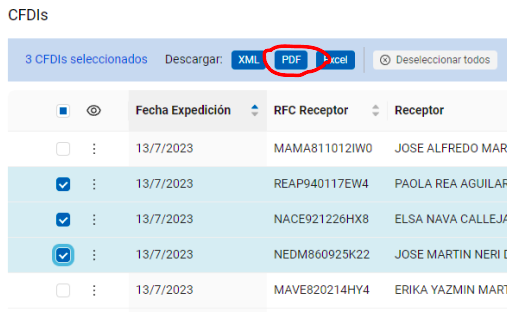 CFDIs
3 CFDIs seleccionados Descargar: XML PDF Excel Deseleccionar todos
Fecha Expedición RFC Receptor Receptor
13/7/2023 MAMA811012IW0 JOSE ALFREDO MAR
13/7/2023 REAP940117EW4 PAOLA REA AGUILAR
13/7/2023 NACE921226HX8 ELSA NAVA CALLEJA
13/7/2023 NEDM860925K22 JOSE MARTIN NERI D
13/7/2023 MAVE820214HY4 ERIKA YAZMIN MART